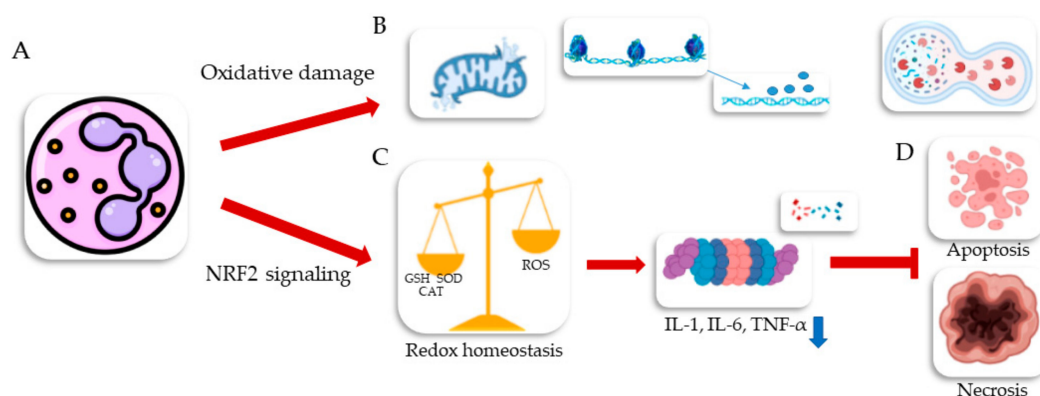 A
B
Oxidative damage
C
D
NRF2 signaling
GSH SOD
CAT
ROS
Redox homeostasis
IL-1, IL-6, TNF-α
Apoptosis
Necrosis